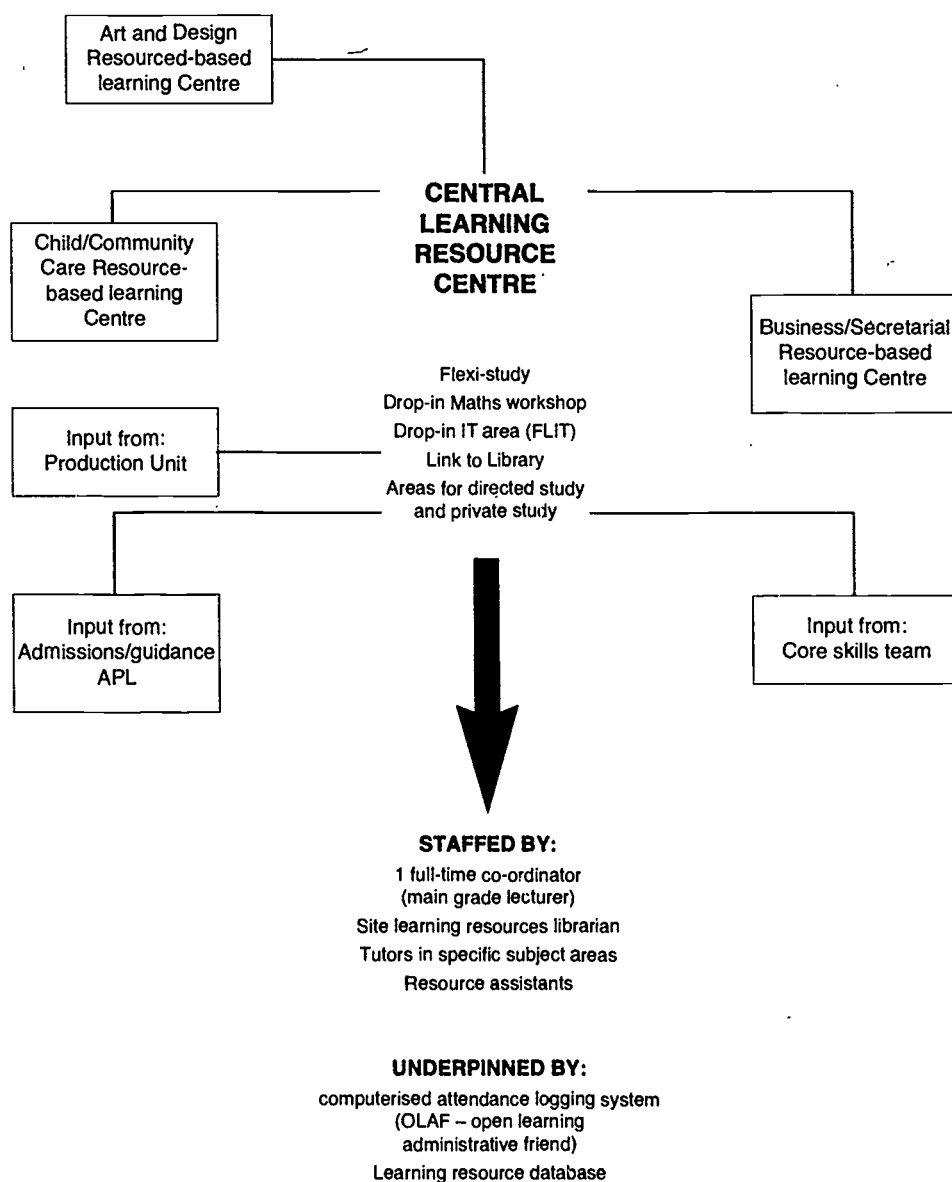 Art and Design
Resourced-based
learning Centre
CENTRAL
LEARNING
RESOURCE
CENTRE
Child/Community
Care Resource-
based learning
Centre
Business/Secretarial
Resource-based
learning Centre
Flexi-study
Drop-in Maths workshop
Drop-in IT area (FLIT)
Link to Library
Areas for directed study
and private study
Input from:
Production Unit
Input from:
Admissions/guidance
APL
Input from:
Core skills team
STAFFED BY:
1 full-time co-ordinator
(main grade lecturer)
Site learning resources librarian
Tutors in specific subject areas
Resource assistants
UNDERPINNED BY:
computerised attendance logging system
(OLAF – open learning
administrative friend)
Learning resource database